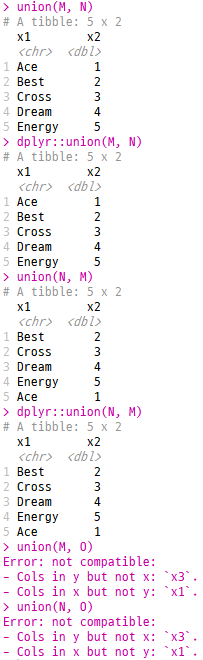 > union(M, N)
# A tibble: 5 x 2
  x1        x2
  <chr>  <dbl>
1 Ace        1
2 Best       2
3 Cross      3
4 Dream      4
5 Energy     5
> dplyr::union(M, N)
# A tibble: 5 x 2
  x1        x2
  <chr>  <dbl>
1 Ace        1
2 Best       2
3 Cross      3
4 Dream      4
5 Energy     5
> union(N, M)
# A tibble: 5 x 2
  x1        x2
  <chr>  <dbl>
1 Best       2
2 Cross      3
3 Dream      4
4 Energy     5
5 Ace        1
> dplyr::union(N, M)
# A tibble: 5 x 2
  x1        x2
  <chr>  <dbl>
1 Best       2
2 Cross      3
3 Dream      4
4 Energy     5
5 Ace        1
> union(M, O)
Error: not compatible:
- Cols in y but not x: `x3`.
- Cols in x but not y: `x1`.
> union(N, O)
Error: not compatible:
- Cols in y but not x: `x3`.
- Cols in x but not y: `x1`.